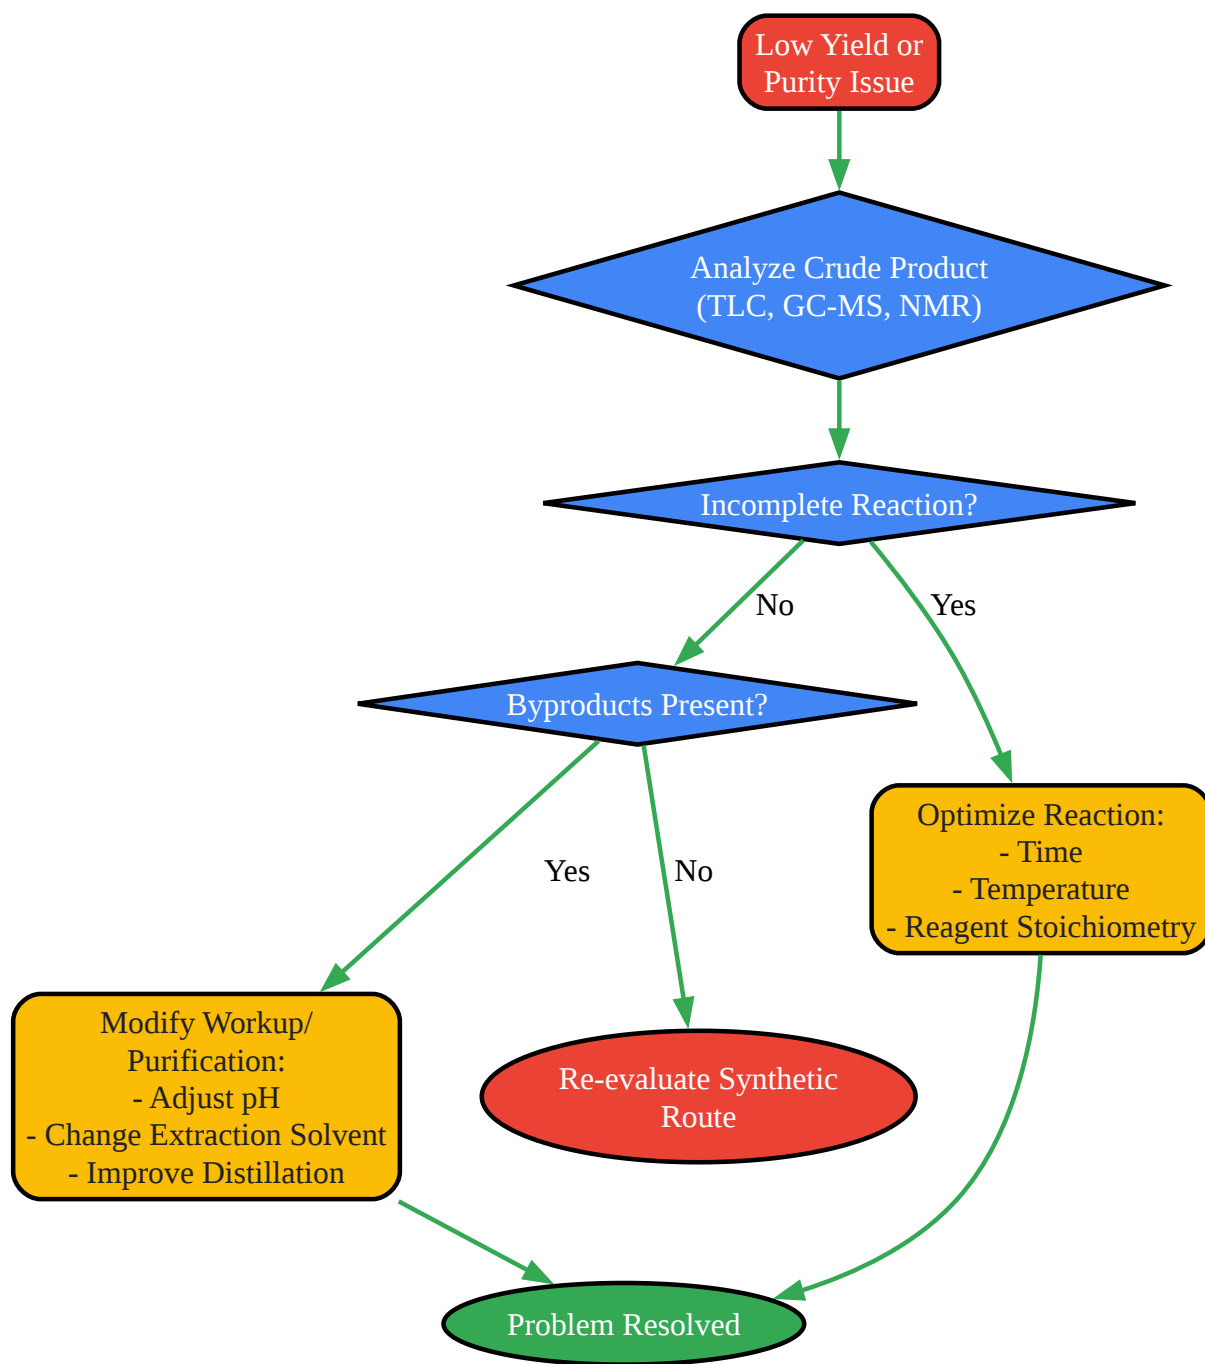 Low Yield or
Purity Issue
Analyze Crude Product
(TLC, GC-MS, NMR)
Incomplete Reaction?
No
Yes
Byproducts Present?
Optimize Reaction:
- Time
- Temperature
- Reagent Stoichiometry
Yes
No
Modify Workup/
Purification:
- Adjust pH
- Change Extraction Solvent
- Improve Distillation
Re-evaluate Synthetic
Route
Problem Resolved